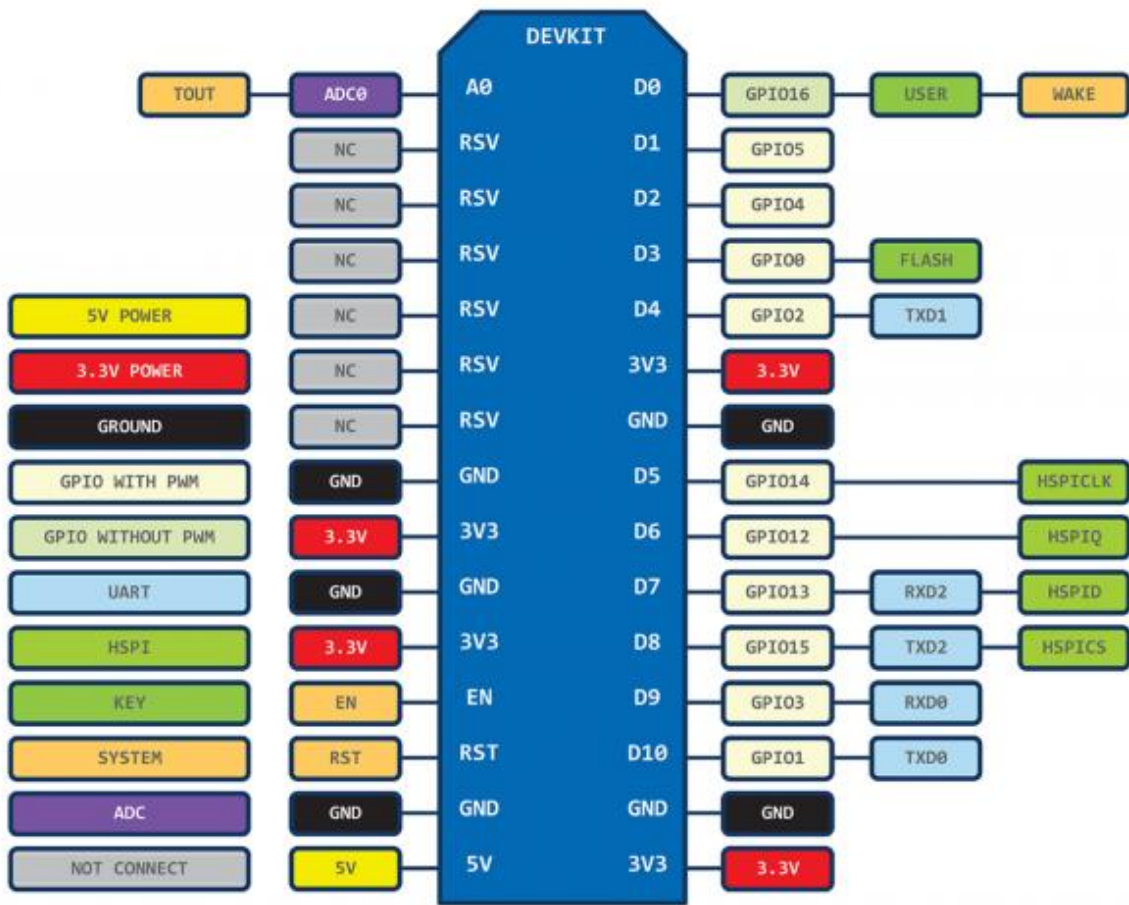 DEVKIT
TOUT ADC0 A0 D0 GPIO16 USER WAKE
NC RSV D1 GPIO5
NC RSV D2 GPIO4
NC RSV D3 GPIO0 FLASH
5V POWER NC RSV D4 GPIO2 TXD1
3.3V POWER NC RSV 3V3 3.3V
GROUND NC RSV GND GND
GPIO WITH PWM GND GND D5 GPIO14 HSPICLK
GPIO WITHOUT PWM 3.3V 3V3 D6 GPIO12 HSPIQ
UART GND GND D7 GPIO13 RXD2 HSPID
HSPI 3.3V 3V3 D8 GPIO15 TXD2 HSPICS
KEY EN EN D9 GPIO3 RXD0
SYSTEM RST RST D10 GPIO1 TXD0
ADC GND GND GND GND
NOT CONNECT 5V 5V 3V3 3.3V